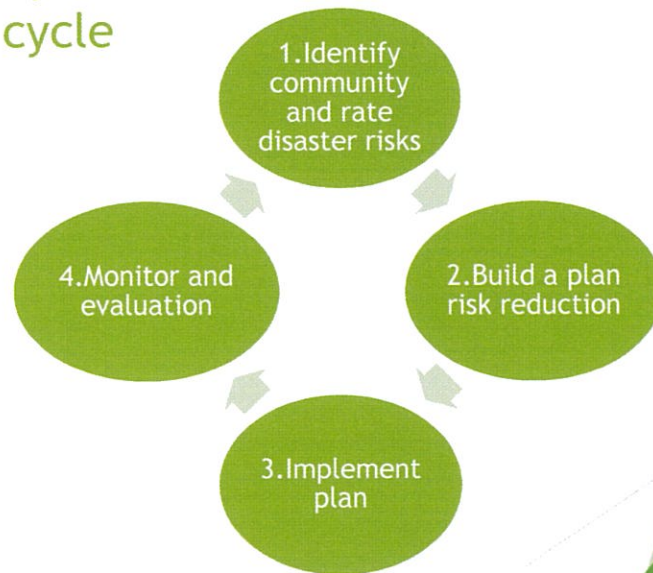 cycle
1.Identify
community
and rate
disaster risks
2.Build a plan
risk reduction
3.Implement
plan
4.Monitor and
evaluation